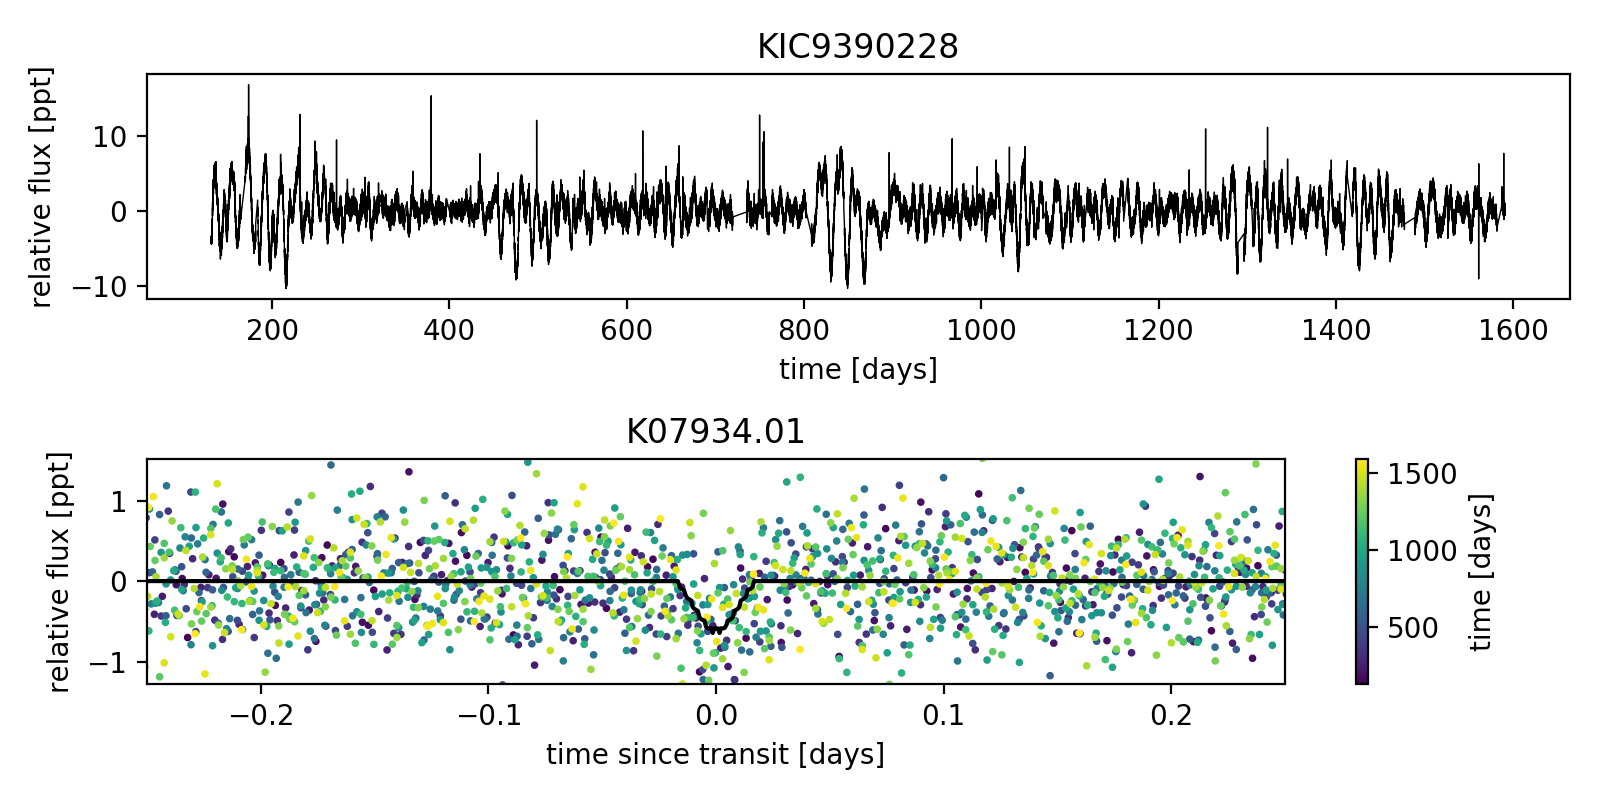 KIC9390228
relative flux [ppt]
10
0
−10
200 400 600 800 1000 1200 1400 1600
time [days]
K07934.01
relative flux [ppt]
1
0
−1
−0.2 −0.1 0.0 0.1 0.2
time since transit [days]
1500
1000
500
time [days]